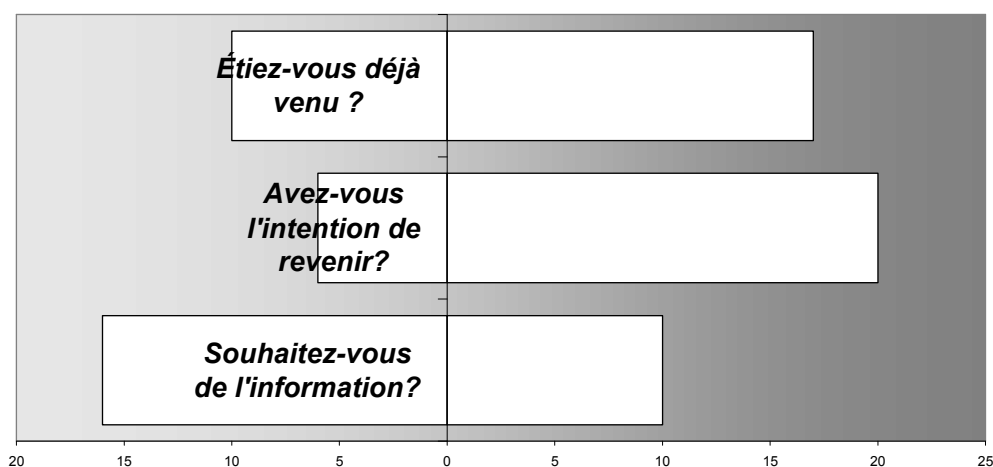 Étiez-vous déjà
venu ?
Avez-vous
l'intention de
revenir?
Souhaitez-vous
de l'information?
20 15 10 5 0 5 10 15 20 25